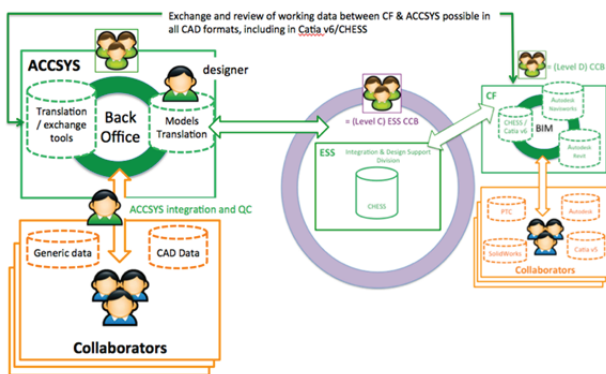 Exchange and review of working data between CF & ACCSYS possible in
all CAD formats, including in Catia v6/CHESS
ACCSYS
designer
Translation
/ exchange
tools
Back
Office
Models
Translation
ACCSYS integration and QC
Generic data
CAD Data
Collaborators
= (Level C) ESS CCB
ESS
Integration & Design Support
Division
CHESS
= (Level D) CCB
CF
CHESS /
Catia v6
BIM
Autodesk
Navisworks
Autodesk
Revit
PTC
Autodesk
SolidWorks
Catia v5
Collaborators